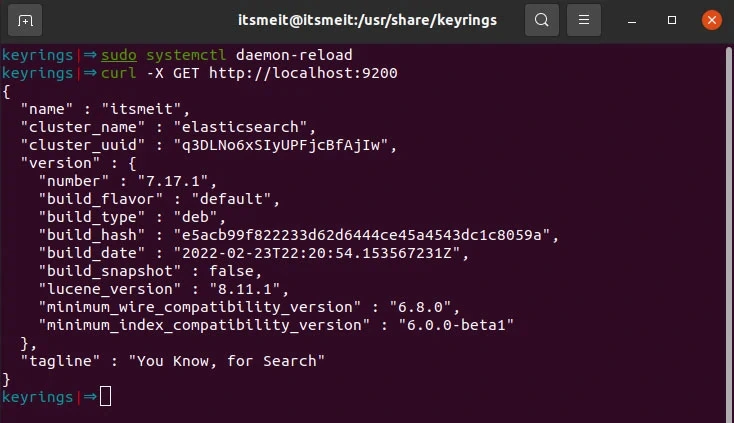 itsmeit@itsmeit:/usr/share/keyrings
keyrings|⇒ sudo systemctl daemon-reload
keyrings|⇒ curl -X GET http://localhost:9200
{
  "name" : "itsmeit",
  "cluster_name" : "elasticsearch",
  "cluster_uuid" : "q3DLNo6xSIyUPFjcBfAjIw",
  "version" : {
    "number" : "7.17.1",
    "build_flavor" : "default",
    "build_type" : "deb",
    "build_hash" : "e5acb99f822233d62d6444ce45a4543dc1c8059a",
    "build_date" : "2022-02-23T22:20:54.153567231Z",
    "build_snapshot" : false,
    "lucene_version" : "8.11.1",
    "minimum_wire_compatibility_version" : "6.8.0",
    "minimum_index_compatibility_version" : "6.0.0-beta1"
  },
  "tagline" : "You Know, for Search"
}
keyrings|⇒